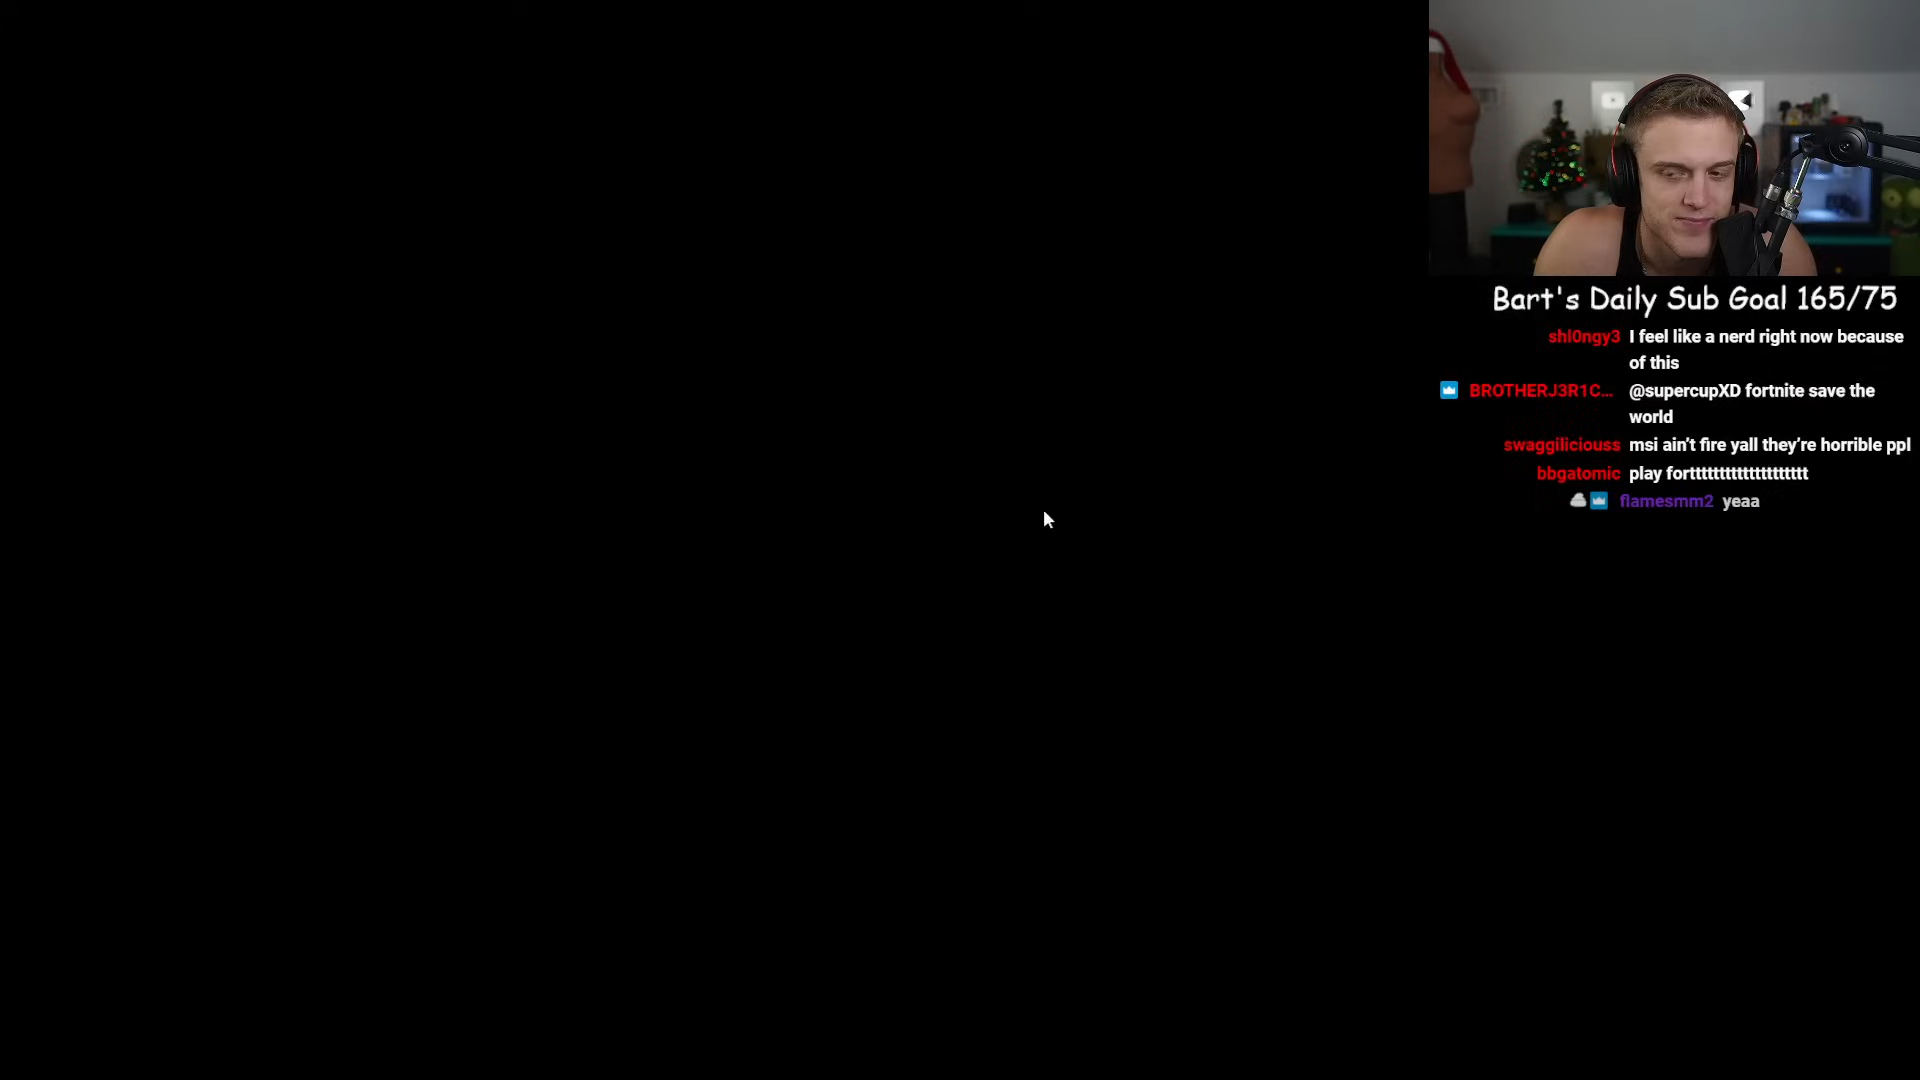 Bart's Daily Sub Goal 165/75
shl0ngy3 I feel like a nerd right now because
of this
BROTHERJ3R1C... @supercupXD fortnite save the
world
swaggiliciouss msi ain’t fire yall they’re horrible ppl
bbgatomic play forttttttttttttttttttttt
flamesmm2 yeaa